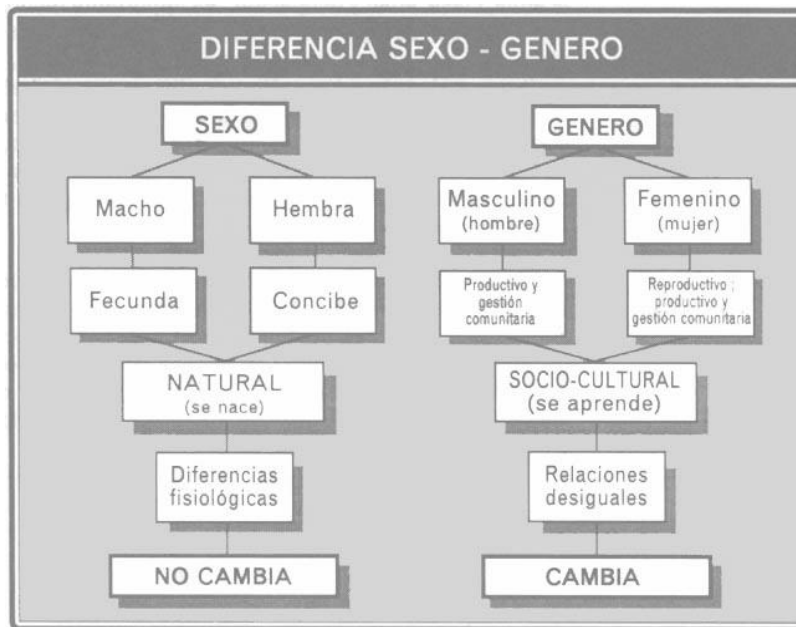 DIFERENCIA SEXO - GENERO
SEXO
Macho
Hembra
Fecunda
Concibe
NATURAL
(se nace)
Diferencias
fisiológicas
NO CAMBIA
GENERO
Masculino
(hombre)
Femenino
(mujer)
Productivo y
gestión
comunitaria
Reproductivo ;
productivo y
gestión comunitaria
SOCIO-CULTURAL
(se aprende)
Relaciones
desiguales
CAMBIA